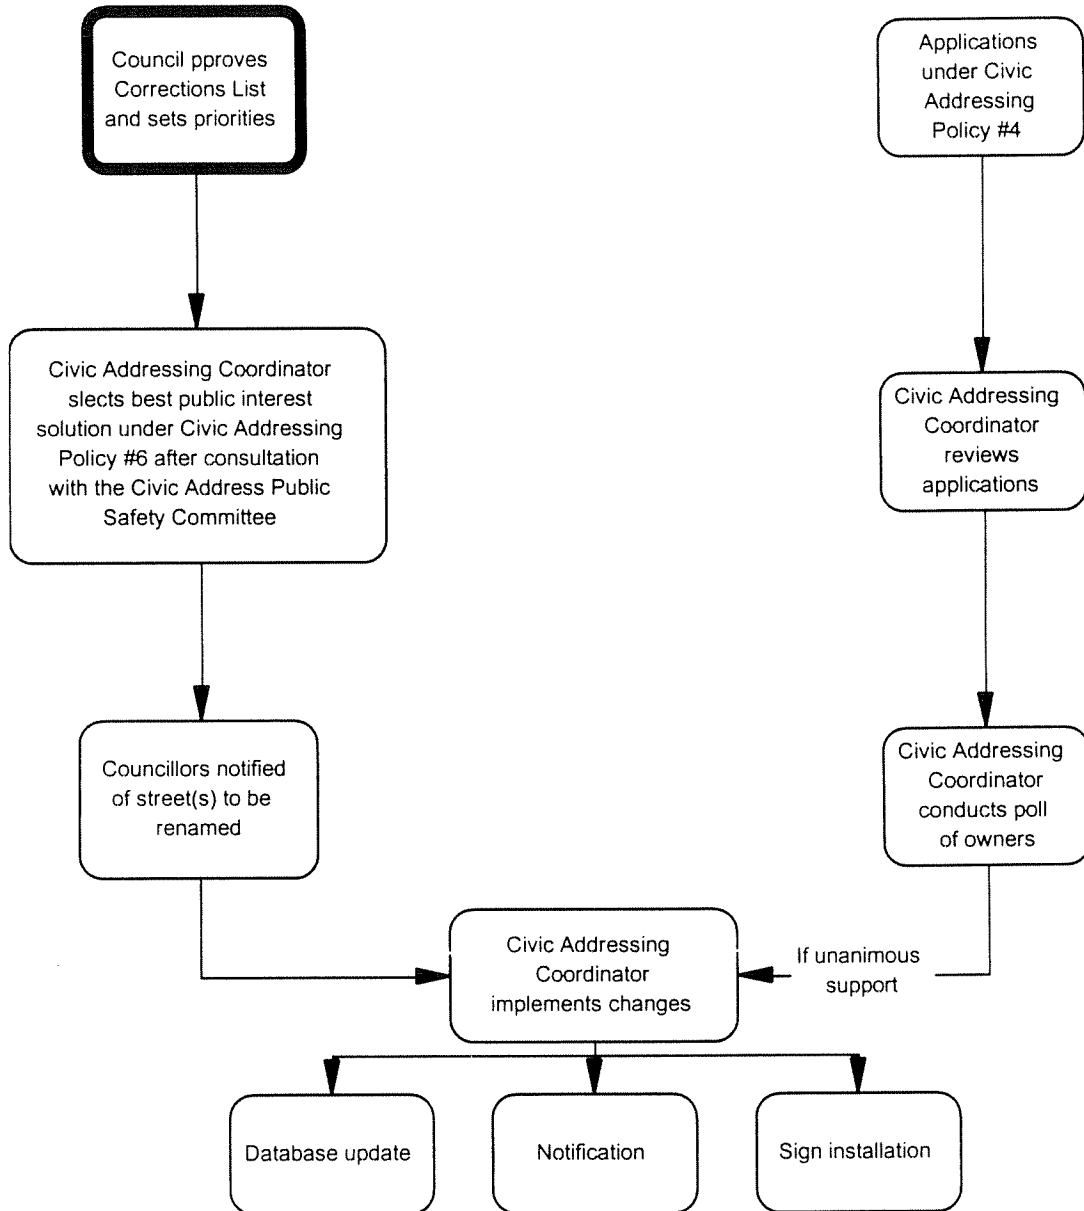 Council pproves
Corrections List
and sets priorities
Applications
under Civic
Addressing
Policy #4
Civic Addressing Coordinator
slects best public interest
solution under Civic Addressing
Policy #6 after consultation
with the Civic Address Public
Safety Committee
Civic Addressing
Coordinator
reviews
applications
Councillors notified
of street(s) to be
renamed
Civic Addressing
Coordinator
conducts poll
of owners
Civic Addressing
Coordinator
implements changes
If unanimous
support
Database update
Notification
Sign installation